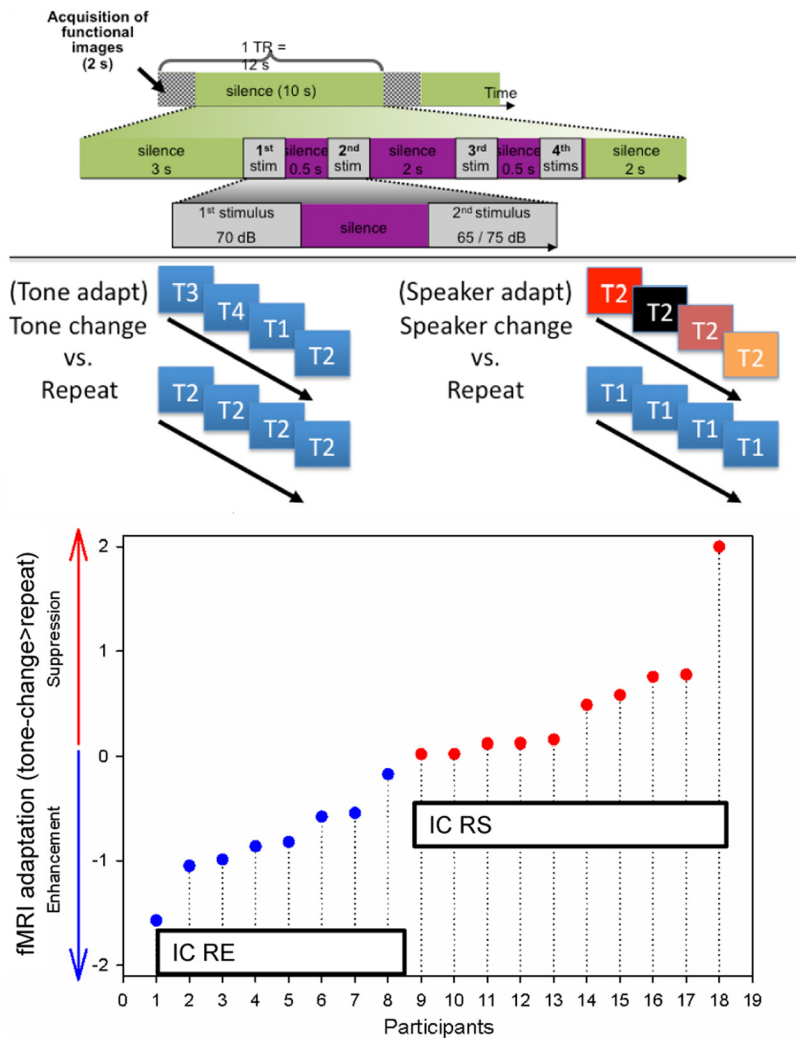 Acquisition of
functional
images
(2 s)
1 TR =
12 s
silence (10 s)
Time
silence
3 s
1st
stim
silence
0.5 s
2nd
stim
silence
2 s
3rd
stim
silence
0.5 s
4th
stims
silence
2 s
1st stimulus
70 dB
silence
2nd stimulus
65 / 75 dB
(Tone adapt)
Tone change
vs.
Repeat
T3
T4
T1
T2
T2
T2
T2
T2
(Speaker adapt)
Speaker change
vs.
Repeat
T2
T2
T2
T2
T1
T1
T1
T1
fMRI adaptation (tone-change>repeat)
Suppression
Enhancement
2
1
0
-1
-2
IC RS
IC RE
0 1 2 3 4 5 6 7 8 9 10 11 12 13 14 15 16 17 18 19
Participants